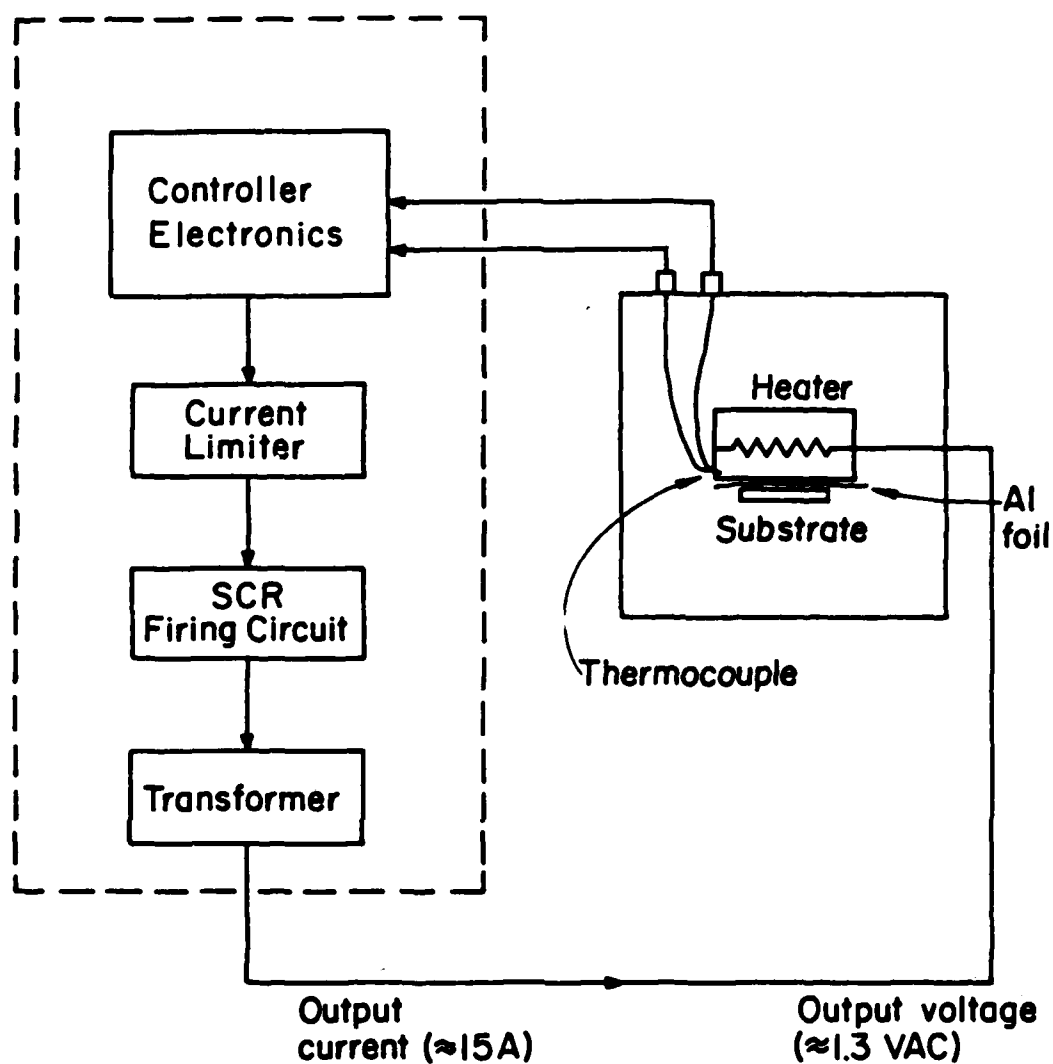 Controller
Electronics
Current
Limiter
SCR
Firing Circuit
Transformer
Heater
Substrate
Al
foil
Thermocouple
Output
current (≈15A)
Output voltage
(≈1.3 VAC)